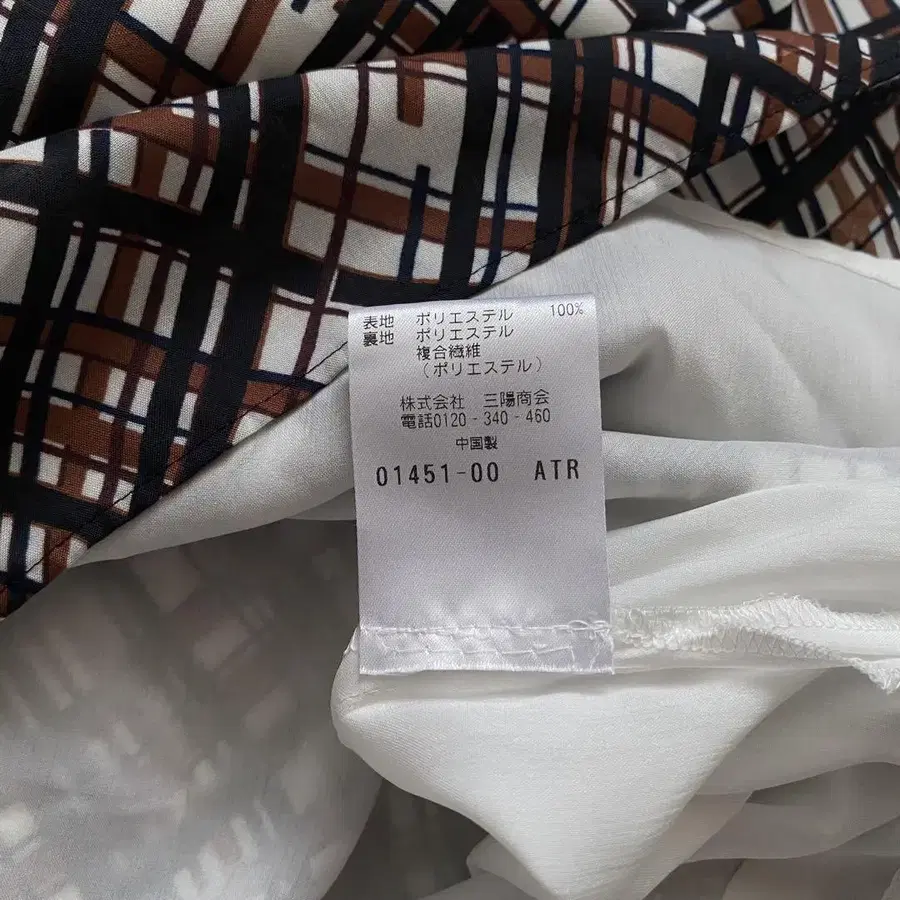 表地 ポリエステル 100%
裏地 ポリエステル
複合繊維
(ポリエステル)
株式会社 三陽商会
電話0120-340-460
中国製
01451-00 ATR